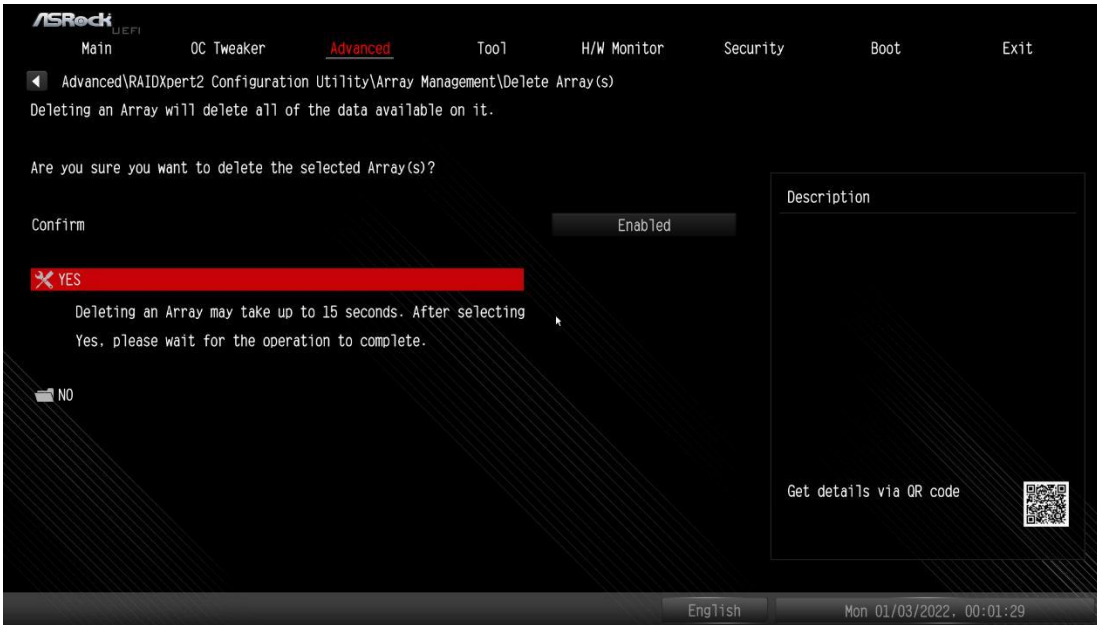 ASRock
UEFI
Main OC Tweaker Advanced Tool H/W Monitor Security Boot Exit
Advanced\RAIDXpert2 Configuration Utility\Array Management\Delete Array(s)
Deleting an Array will delete all of the data available on it.
Are you sure you want to delete the selected Array(s)?
Description
Confirm Enabled
YES
Deleting an Array may take up to 15 seconds. After selecting
Yes, please wait for the operation to complete.
NO
Get details via QR code
English Mon 01/03/2022, 00:01:29